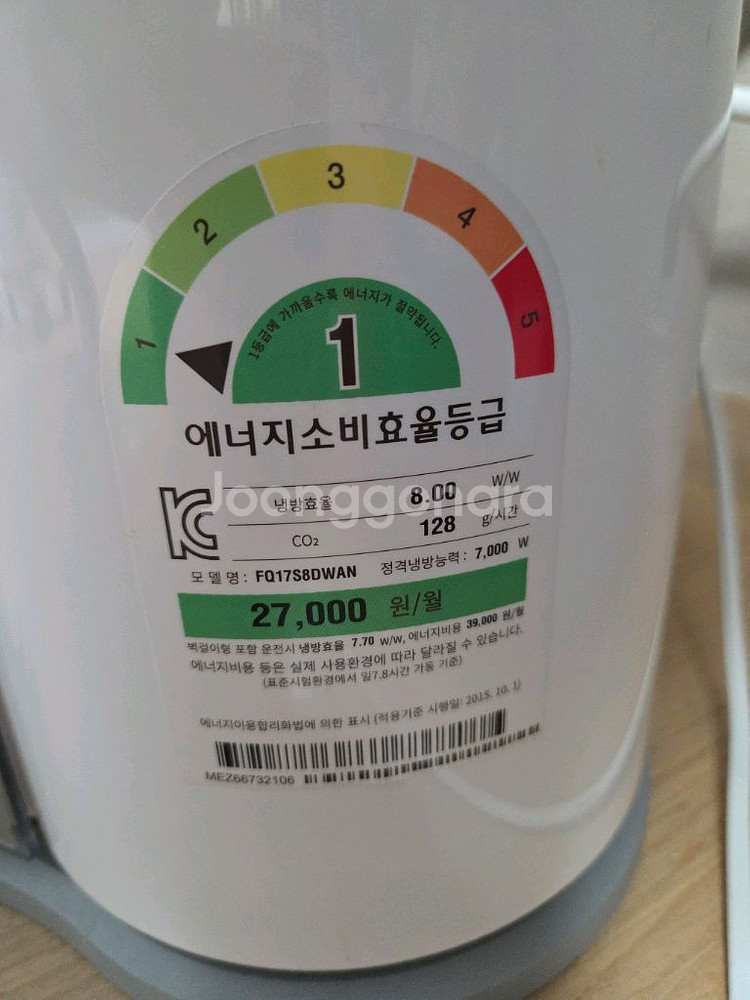 1 2 3 4 5
1등급에 가까울수록 에너지가 절약됩니다.
1
에너지소비효율등급
냉방효율 8.00 W/W
CO₂ 128 g/시간
모델명: FQ17S8DWAN 정격냉방능력: 7,000 W
27,000 원/월
벽걸이형 포함 운전시 냉방효율 7.70 W/W, 에너지비용 39,000 원/월
에너지비용 등은 실제 사용환경에 따라 달라질 수 있습니다.
(표준시험환경에서 일7.8시간 가동 기준)
에너지이용합리화법에 의한 표시 (적용기준 시행일: 2015. 10. 1)
MEZ66732106
Joonggonara